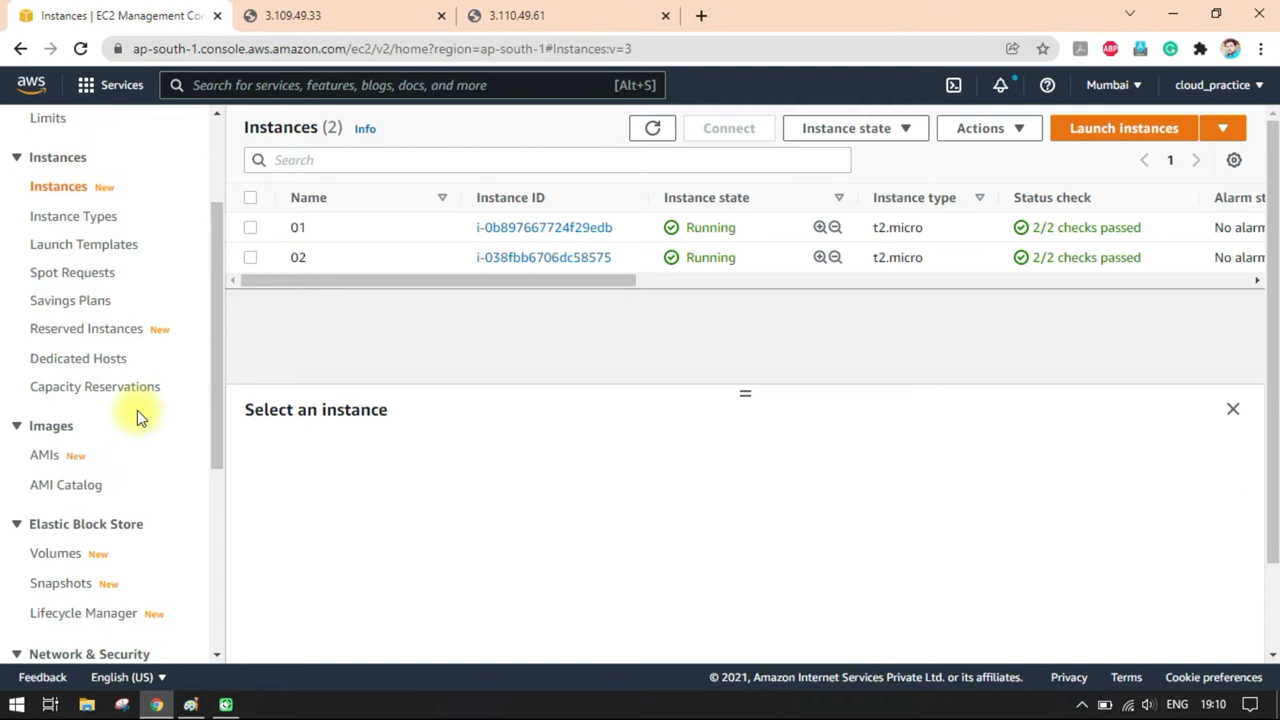 Instances | EC2 Management Con
3.109.49.33
3.110.49.61
ap-south-1.console.aws.amazon.com/ec2/v2/home?region=ap-south-1#Instances:v=3
ABP
aws
Services
Search for services, features, blogs, docs, and more
[Alt+S]
Mumbai
cloud_practice
Limits
Instances
Instances New
Instance Types
Launch Templates
Spot Requests
Savings Plans
Reserved Instances New
Dedicated Hosts
Capacity Reservations
Images
AMIs New
AMI Catalog
Elastic Block Store
Volumes New
Snapshots New
Lifecycle Manager New
Network & Security
Instances (2) Info
Connect
Instance state
Actions
Launch instances
Search
1
Name Instance ID Instance state Instance type Status check Alarm st
01 i-0b897667724f29edb Running t2.micro 2/2 checks passed No alarm
02 i-038fbb6706dc58575 Running t2.micro 2/2 checks passed No alarm
Select an instance
Feedback English (US) © 2021, Amazon Internet Services Private Ltd. or its affiliates. Privacy Terms Cookie preferences
ENG 19:10